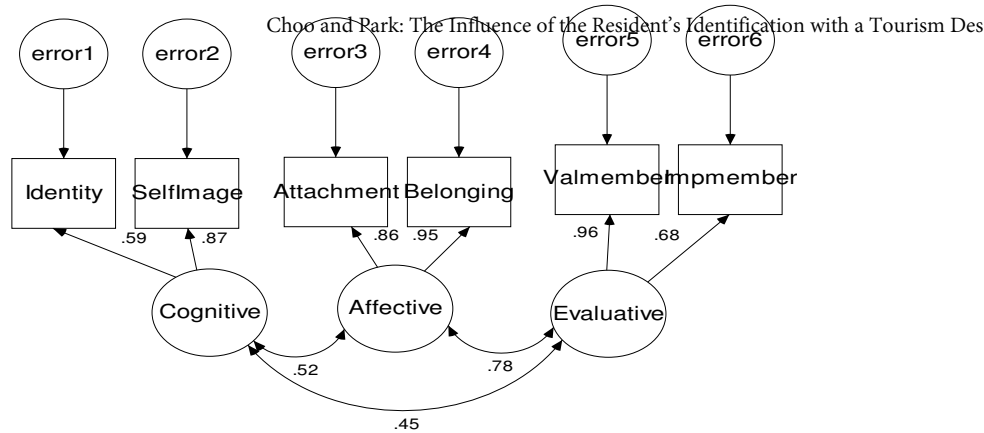 Choo and Park: The Influence of the Resident's Identification with a Tourism Des
error1 error2 error3 error4 error5 error6
Identity SelfImage Attachment Belonging Valmember Impmember
.59 .87 .86 .95 .96 .68
Cognitive Affective Evaluative
.52 .78
.45